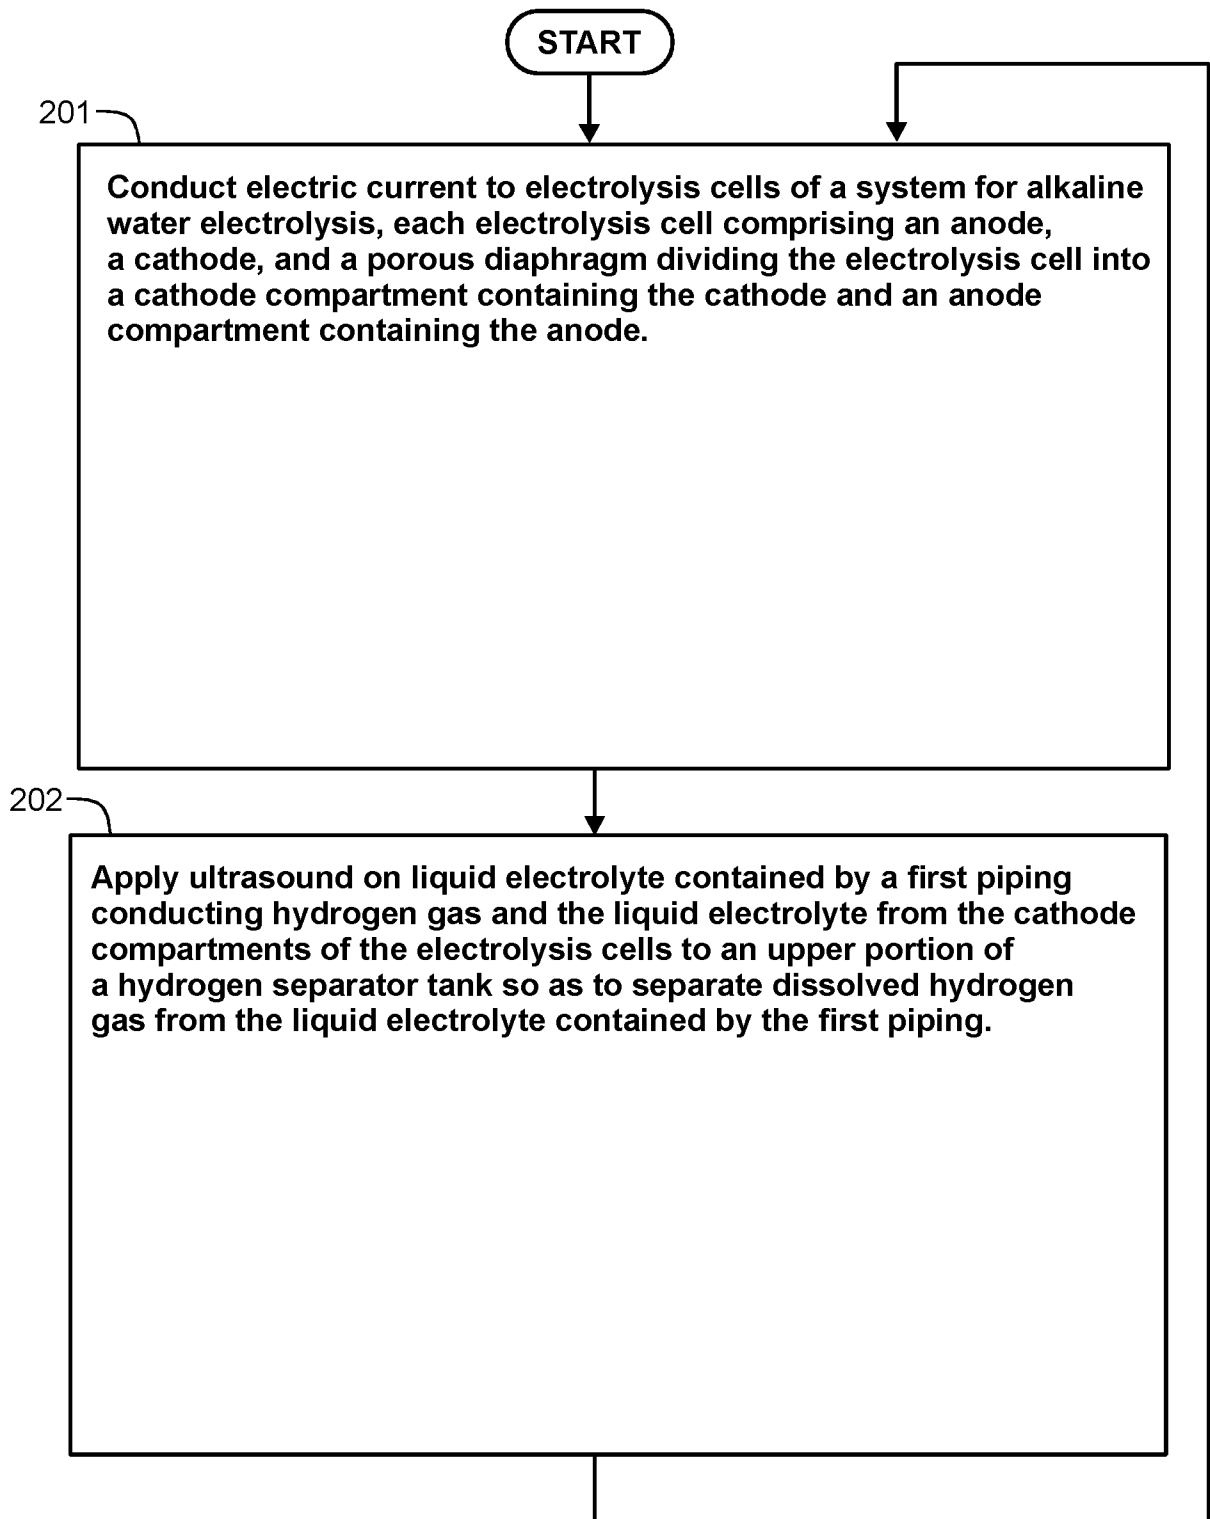 START
201
Conduct electric current to electrolysis cells of a system for alkaline
water electrolysis, each electrolysis cell comprising an anode,
a cathode, and a porous diaphragm dividing the electrolysis cell into
a cathode compartment containing the cathode and an anode
compartment containing the anode.
202
Apply ultrasound on liquid electrolyte contained by a first piping
conducting hydrogen gas and the liquid electrolyte from the cathode
compartments of the electrolysis cells to an upper portion of
a hydrogen separator tank so as to separate dissolved hydrogen
gas from the liquid electrolyte contained by the first piping.